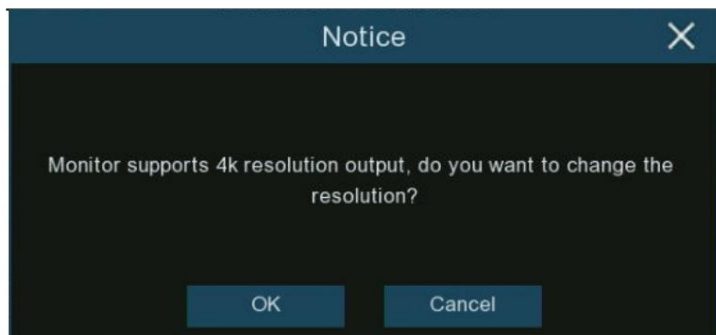 Notice
Monitor supports 4k resolution output, do you want to change the
resolution?
OK
Cancel